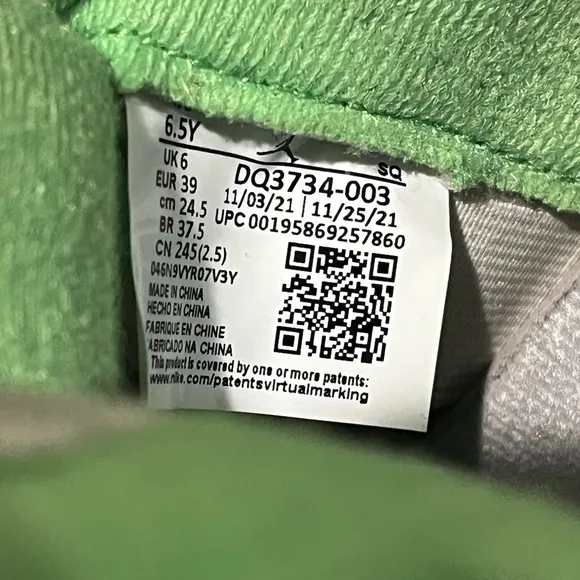 6.5Y
SQ
UK 6
EUR 39
cm 24.5
BR 37.5
CN 245(2.5)
DQ3734-003
11/03/21 | 11/25/21
UPC 00195869257860
046N9VYR07V3Y
MADE IN CHINA
HECHO EN CHINA
FABRIQUE EN CHINE
FABRICADO NA CHINA
This product is covered by one or more patents:
www.nike.com/patentsvirtualmarking